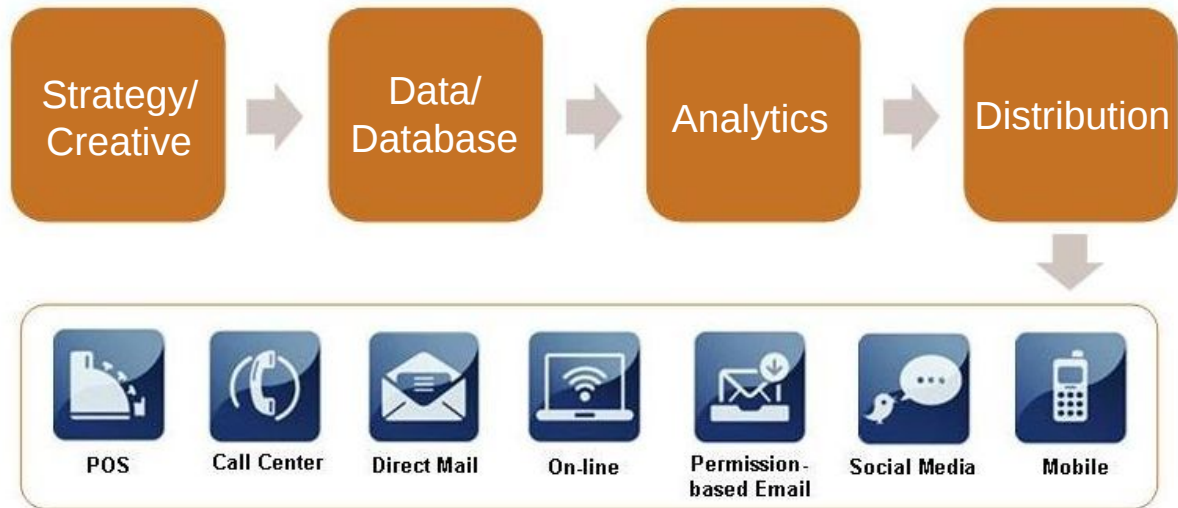 Strategy/
Creative
Data/
Database
Analytics
Distribution
POS
Call Center
Direct Mail
On-line
Permission-
based Email
Social Media
Mobile